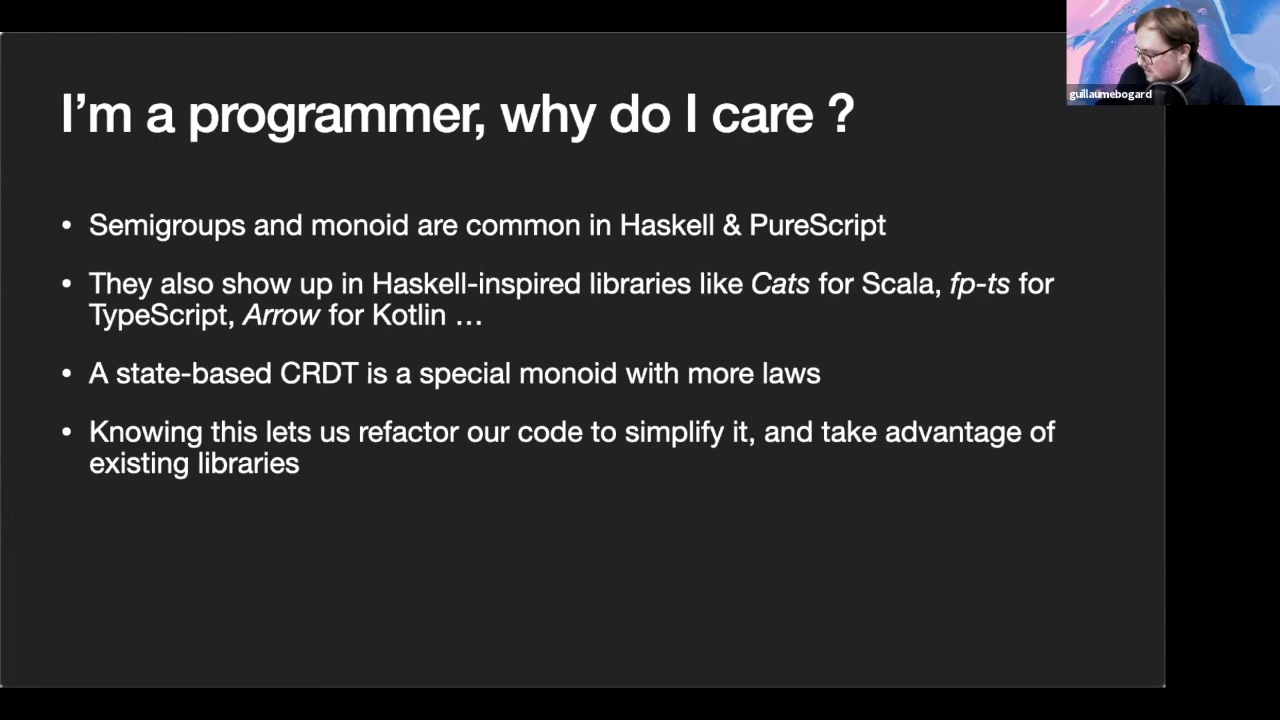 I'm a programmer, why do I care ?
guillaumebogard
• Semigroups and monoid are common in Haskell & PureScript
• They also show up in Haskell-inspired libraries like Cats for Scala, fp-ts for
TypeScript, Arrow for Kotlin …
• A state-based CRDT is a special monoid with more laws
• Knowing this lets us refactor our code to simplify it, and take advantage of
existing libraries